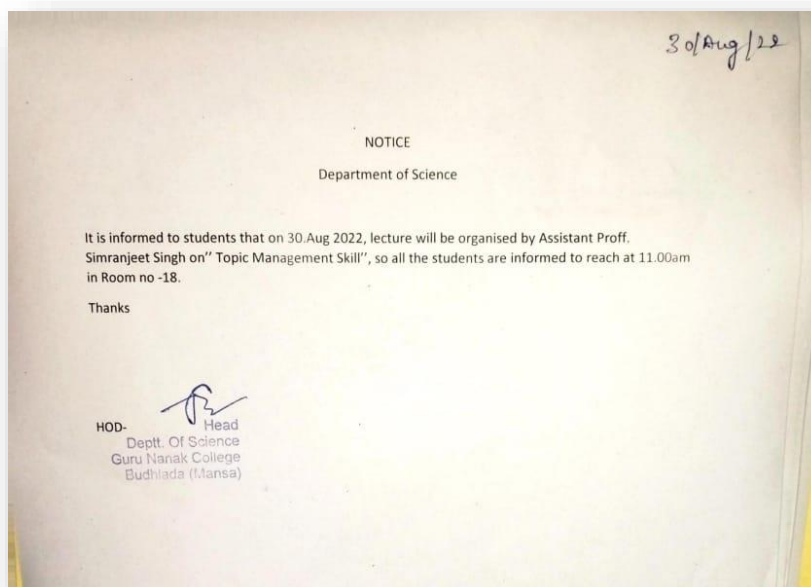 30/Aug/22
NOTICE
Department of Science
It is informed to students that on 30.Aug 2022, lecture will be organised by Assistant Proff.
Simranjeet Singh on'' Topic Management Skill'', so all the students are informed to reach at 11.00am
in Room no -18.
Thanks
HOD- Head
Deptt. Of Science
Guru Nanak College
Budhlada (Mansa)